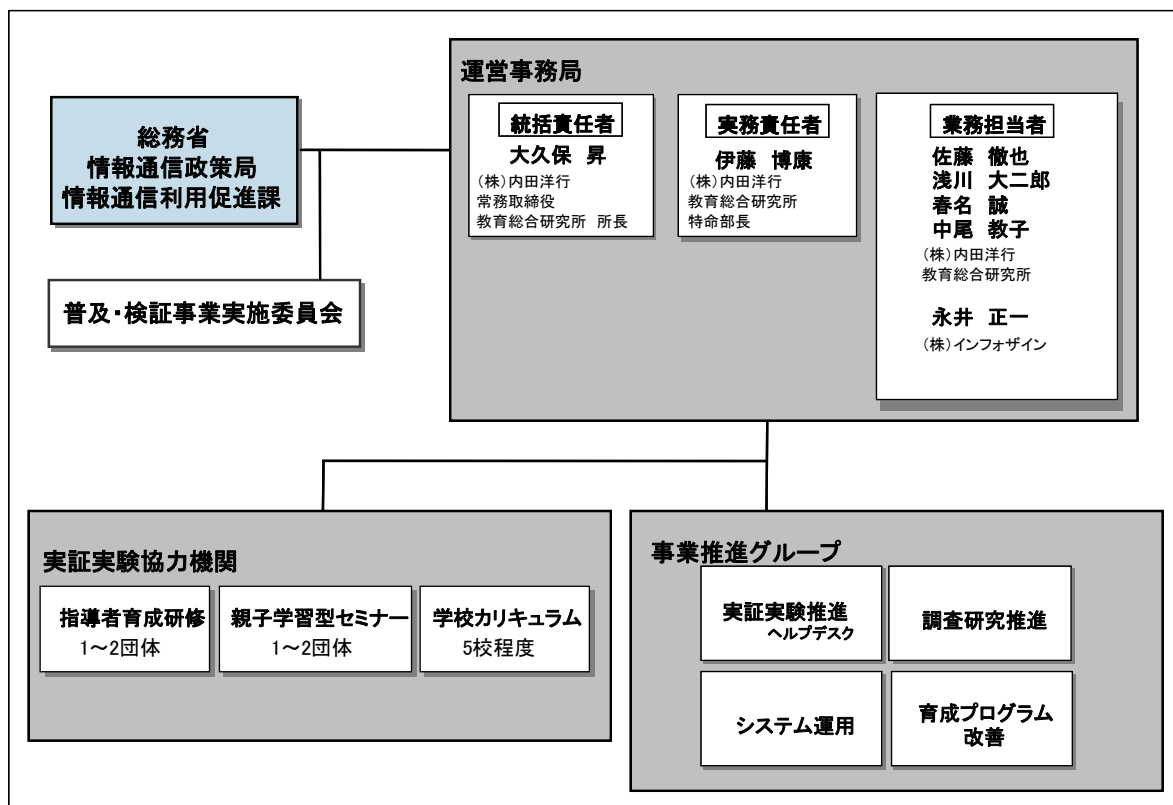 総務省
情報通信政策局
情報通信利用促進課
普及・検証事業実施委員会
運営事務局
統括責任者
大久保 昇
(株)内田洋行
常務取締役
教育総合研究所 所長
実務責任者
伊藤 博康
(株)内田洋行
教育総合研究所
特命部長
業務担当者
佐藤 徹也
浅川 大二郎
春名 誠
中尾 教子
(株)内田洋行
教育総合研究所
永井 正一
(株)インフォザイン
実証実験協力機関
指導者育成研修
1～2団体
親子学習型セミナー
1～2団体
学校カリキュラム
5校程度
事業推進グループ
実証実験推進
ヘルプデスク
調査研究推進
システム運用
育成プログラム
改善